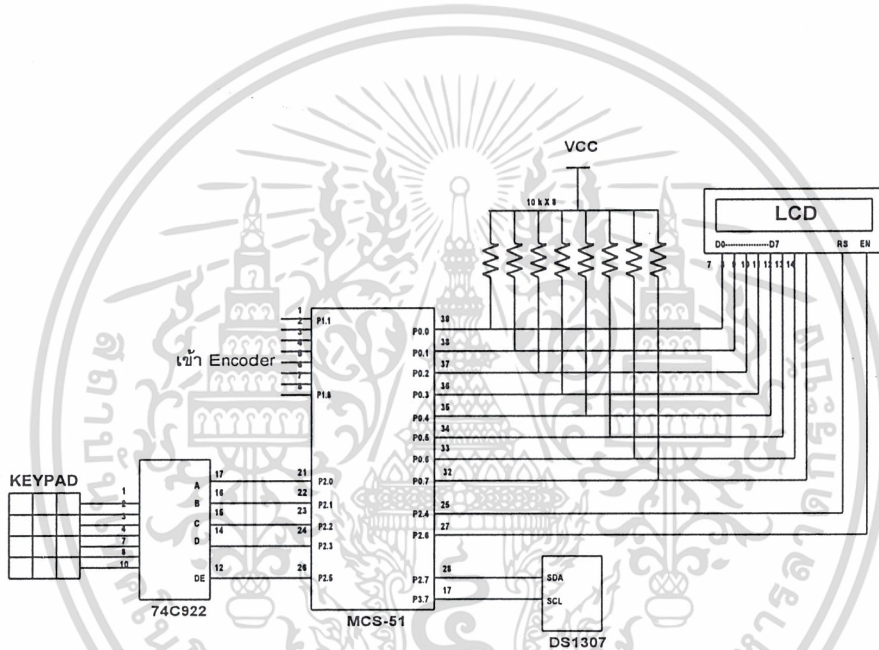 VCC
10 k X 8
LCD
D0-----------------D7 RS EN
7 8 9 10 11 12 13 14
1
2
3
4
5
6
7
8
P1.1
P1.8
เข้า Encoder
39 P0.0
38 P0.1
37 P0.2
36 P0.3
35 P0.4
34 P0.5
33 P0.6
32 P0.7
25 P2.4
27 P2.6
28 P2.7
17 P3.7
21 P2.0
22 P2.1
23 P2.2
24 P2.3
26 P2.5
MCS-51
KEYPAD
1
2
3
4
7
8
10
A 17
B 16
C 15
D 14
DE 12
74C922
SDA
SCL
DS1307